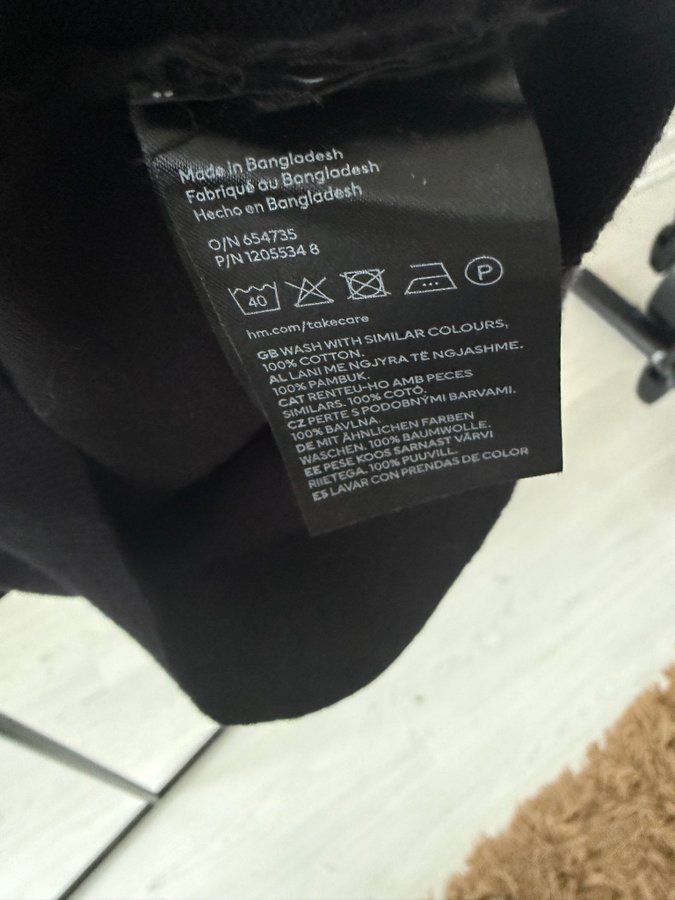 Made in Bangladesh
Fabriqué au Bangladesh
Hecho en Bangladesh
O/N 654735
P/N 1205534 8
40
P
hm.com/takecare
GB WASH WITH SIMILAR COLOURS,
100% COTTON.
AL LANI ME NGJYRA TË NGJASHME.
100% PAMBUK.
CAT RENTEU-HO AMB PECES
SIMILARS. 100% COTÓ.
CZ PERTE S PODOBNÝMI BARVAMI.
100% BAVLNA.
DE MIT ÄHNLICHEN FARBEN
WASCHEN. 100% BAUMWOLLE.
EE PESE KOOS SARNAST VÄRVI
RIIETEGA. 100% PUUVILL.
ES LAVAR CON PRENDAS DE COLOR